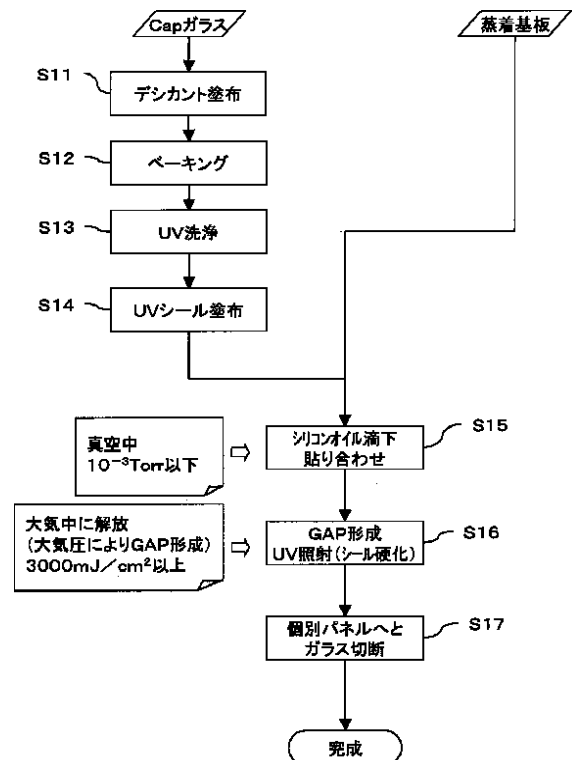 Capガラス
蒸着基板
S11
デシカント塗布
S12
ベーキング
S13
UV洗浄
S14
UVシール塗布
真空中
10⁻³Torr以下
シリコンオイル滴下
貼り合わせ
S15
大気中に解放
(大気圧によりGAP形成)
3000mJ/cm²以上
GAP形成
UV照射(シール硬化)
S16
個別パネルへと
ガラス切断
S17
完成